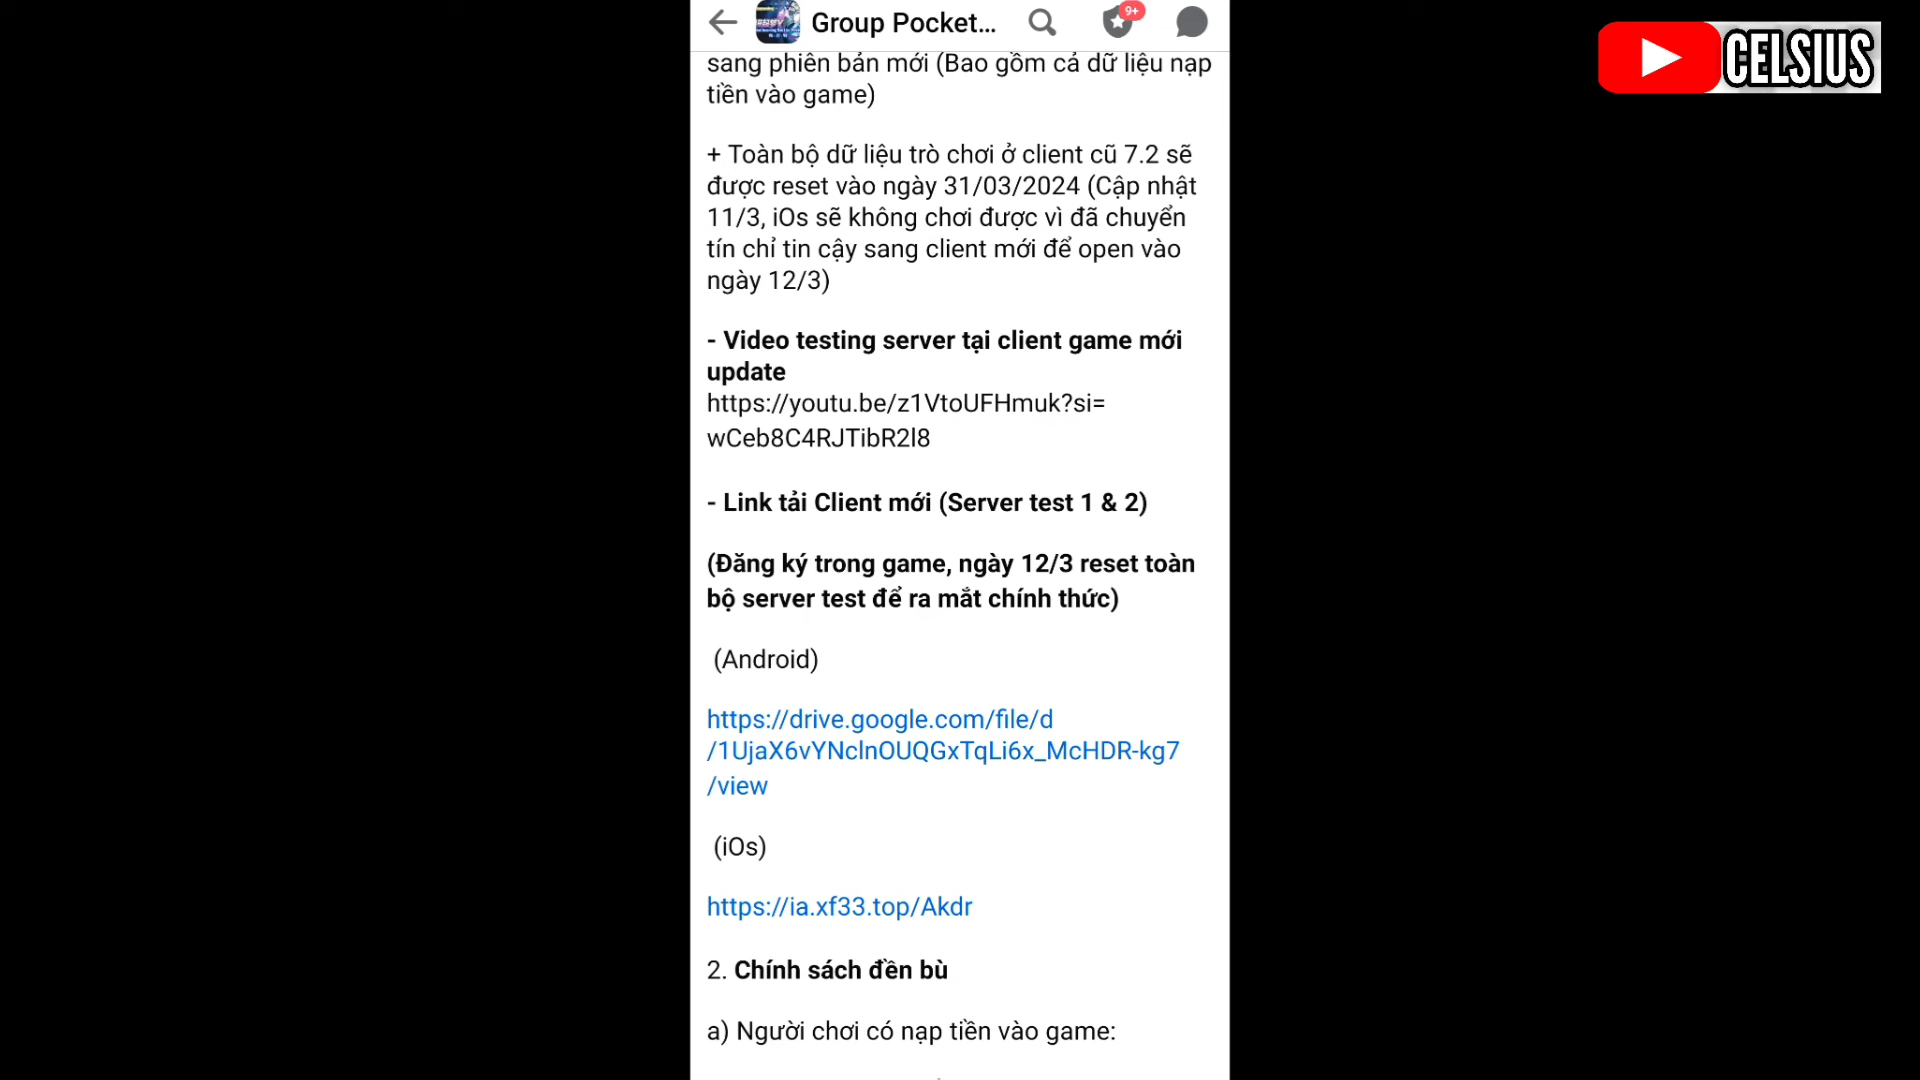 Group Pocket...
9+
CELSIUS
sang phiên bản mới (Bao gồm cả dữ liệu nạp
tiền vào game)
+ Toàn bộ dữ liệu trò chơi ở client cũ 7.2 sẽ
được reset vào ngày 31/03/2024 (Cập nhật
11/3, iOs sẽ không chơi được vì đã chuyển
tín chỉ tin cậy sang client mới để open vào
ngày 12/3)
- Video testing server tại client game mới
update
https://youtu.be/z1VtoUFHmuk?si=
wCeb8C4RJTibR2l8
- Link tải Client mới (Server test 1 & 2)
(Đăng ký trong game, ngày 12/3 reset toàn
bộ server test để ra mắt chính thức)
(Android)
https://drive.google.com/file/d
/1UjaX6vYNclnOUQGxTqLi6x_McHDR-kg7
/view
(iOs)
https://ia.xf33.top/Akdr
2. Chính sách đền bù
a) Người chơi có nạp tiền vào game: